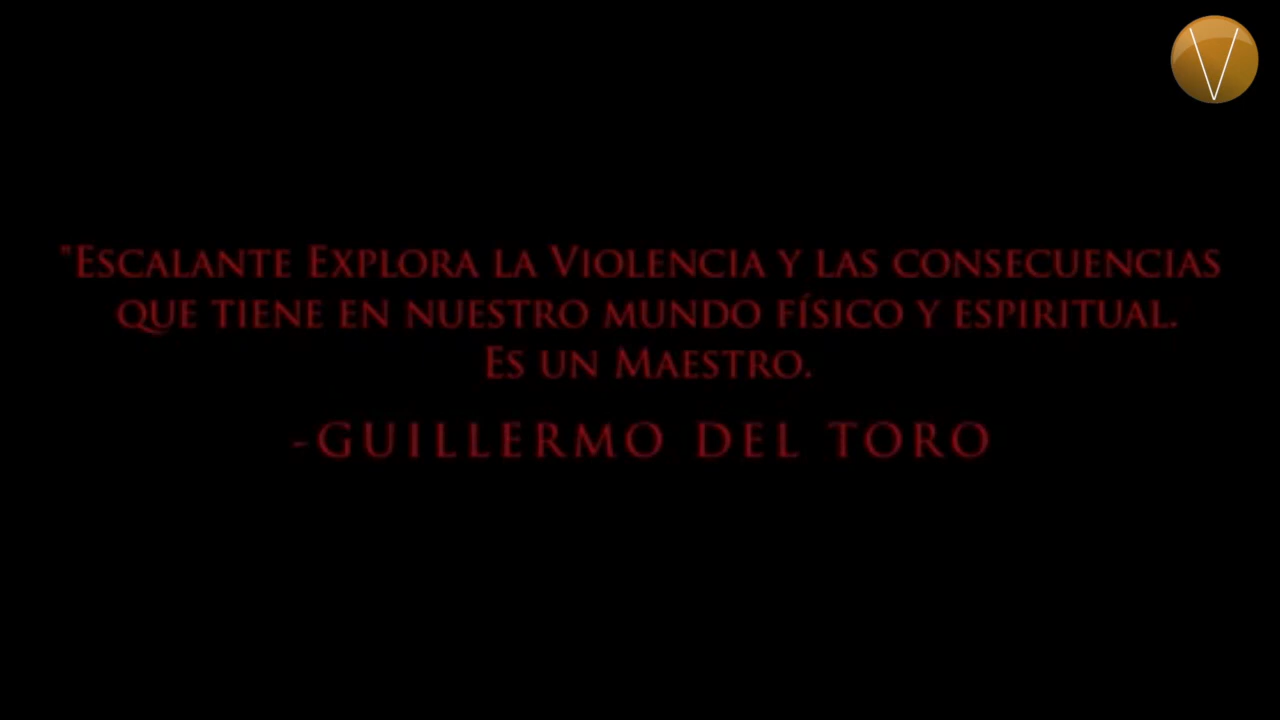 "Escalante Explora la Violencia y las consecuencias
que tiene en nuestro mundo físico y espiritual.
Es un Maestro.
-GUILLERMO DEL TORO
V